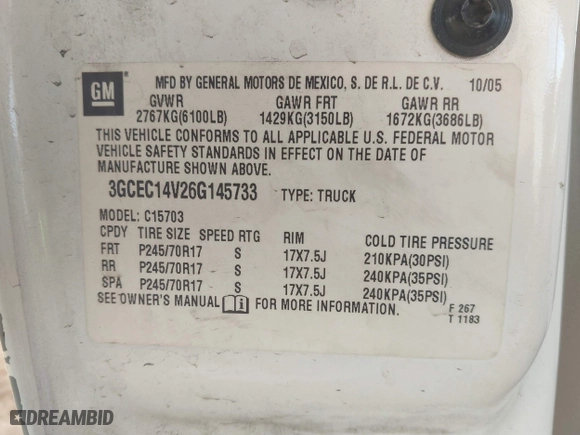 GM
MFD BY GENERAL MOTORS DE MEXICO, S. DE R.L. DE C.V. 10/05
GVWR GAWR FRT GAWR RR
2767KG(6100LB) 1429KG(3150LB) 1672KG(3686LB)
THIS VEHICLE CONFORMS TO ALL APPLICABLE U.S. FEDERAL MOTOR
VEHICLE SAFETY STANDARDS IN EFFECT ON THE DATE OF
MANUFACTURE SHOWN ABOVE.
3GCEC14V26G145733 TYPE: TRUCK
MODEL: C15703
CPDY TIRE SIZE SPEED RTG RIM COLD TIRE PRESSURE
FRT P245/70R17 S 17X7.5J 210KPA(30PSI)
RR P245/70R17 S 17X7.5J 240KPA(35PSI)
SPA P245/70R17 S 17X7.5J 240KPA(35PSI)
SEE OWNER'S MANUAL i FOR MORE INFORMATION.
F 267
T 1183
DREAMBID